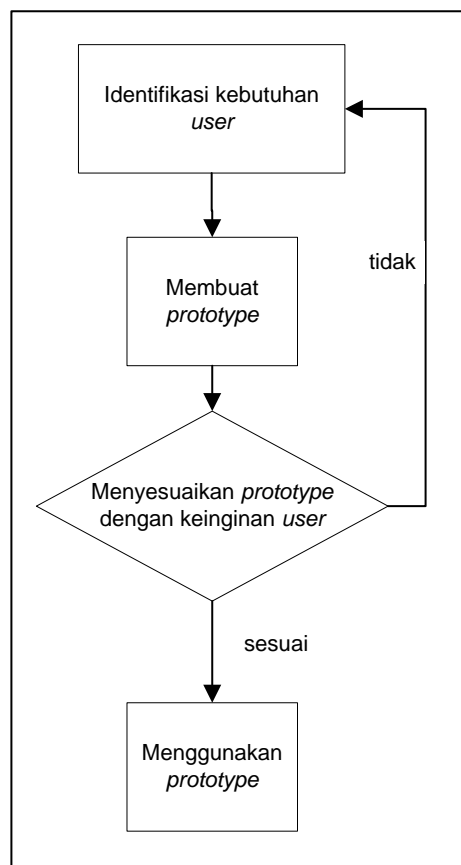 Identifikasi kebutuhan
user
Membuat
prototype
tidak
Menyesuaikan prototype
dengan keinginan user
sesuai
Menggunakan
prototype